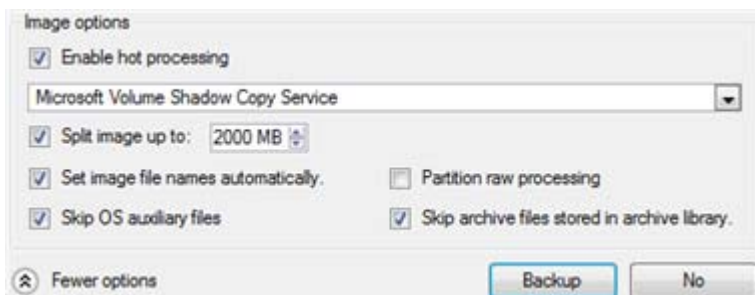 Image options
Enable hot processing
Microsoft Volume Shadow Copy Service
Split image up to: 2000 MB
Set image file names automatically. Partition raw processing
Skip OS auxiliary files Skip archive files stored in archive library.
Fewer options Backup No